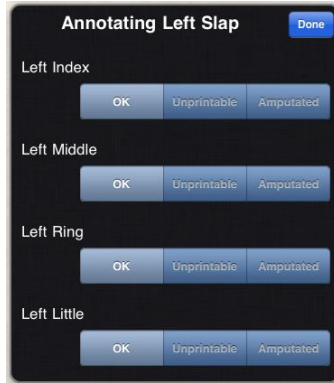 Annotating Left Slap Done
Left Index
OK Unprintable Amputated
Left Middle
OK Unprintable Amputated
Left Ring
OK Unprintable Amputated
Left Little
OK Unprintable Amputated